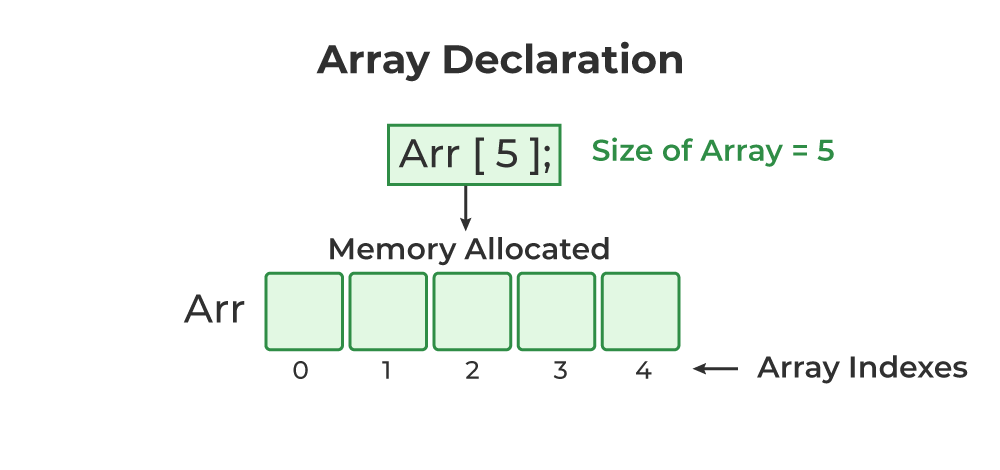 Array Declaration
Arr [ 5 ];
Size of Array = 5
Memory Allocated
Arr
0 1 2 3 4
Array Indexes